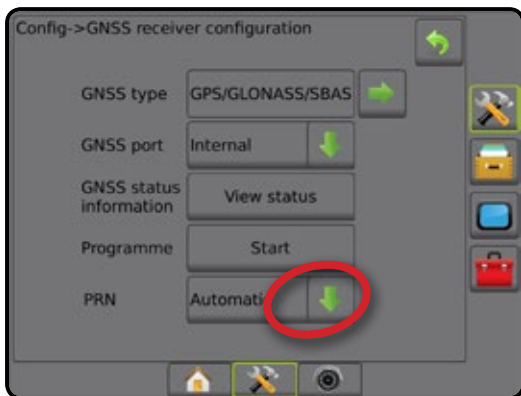 Config->GNSS receiver configuration
GNSS type GPS/GLONASS/SBAS
GNSS port Internal
GNSS status
information View status
Programme Start
PRN Automati